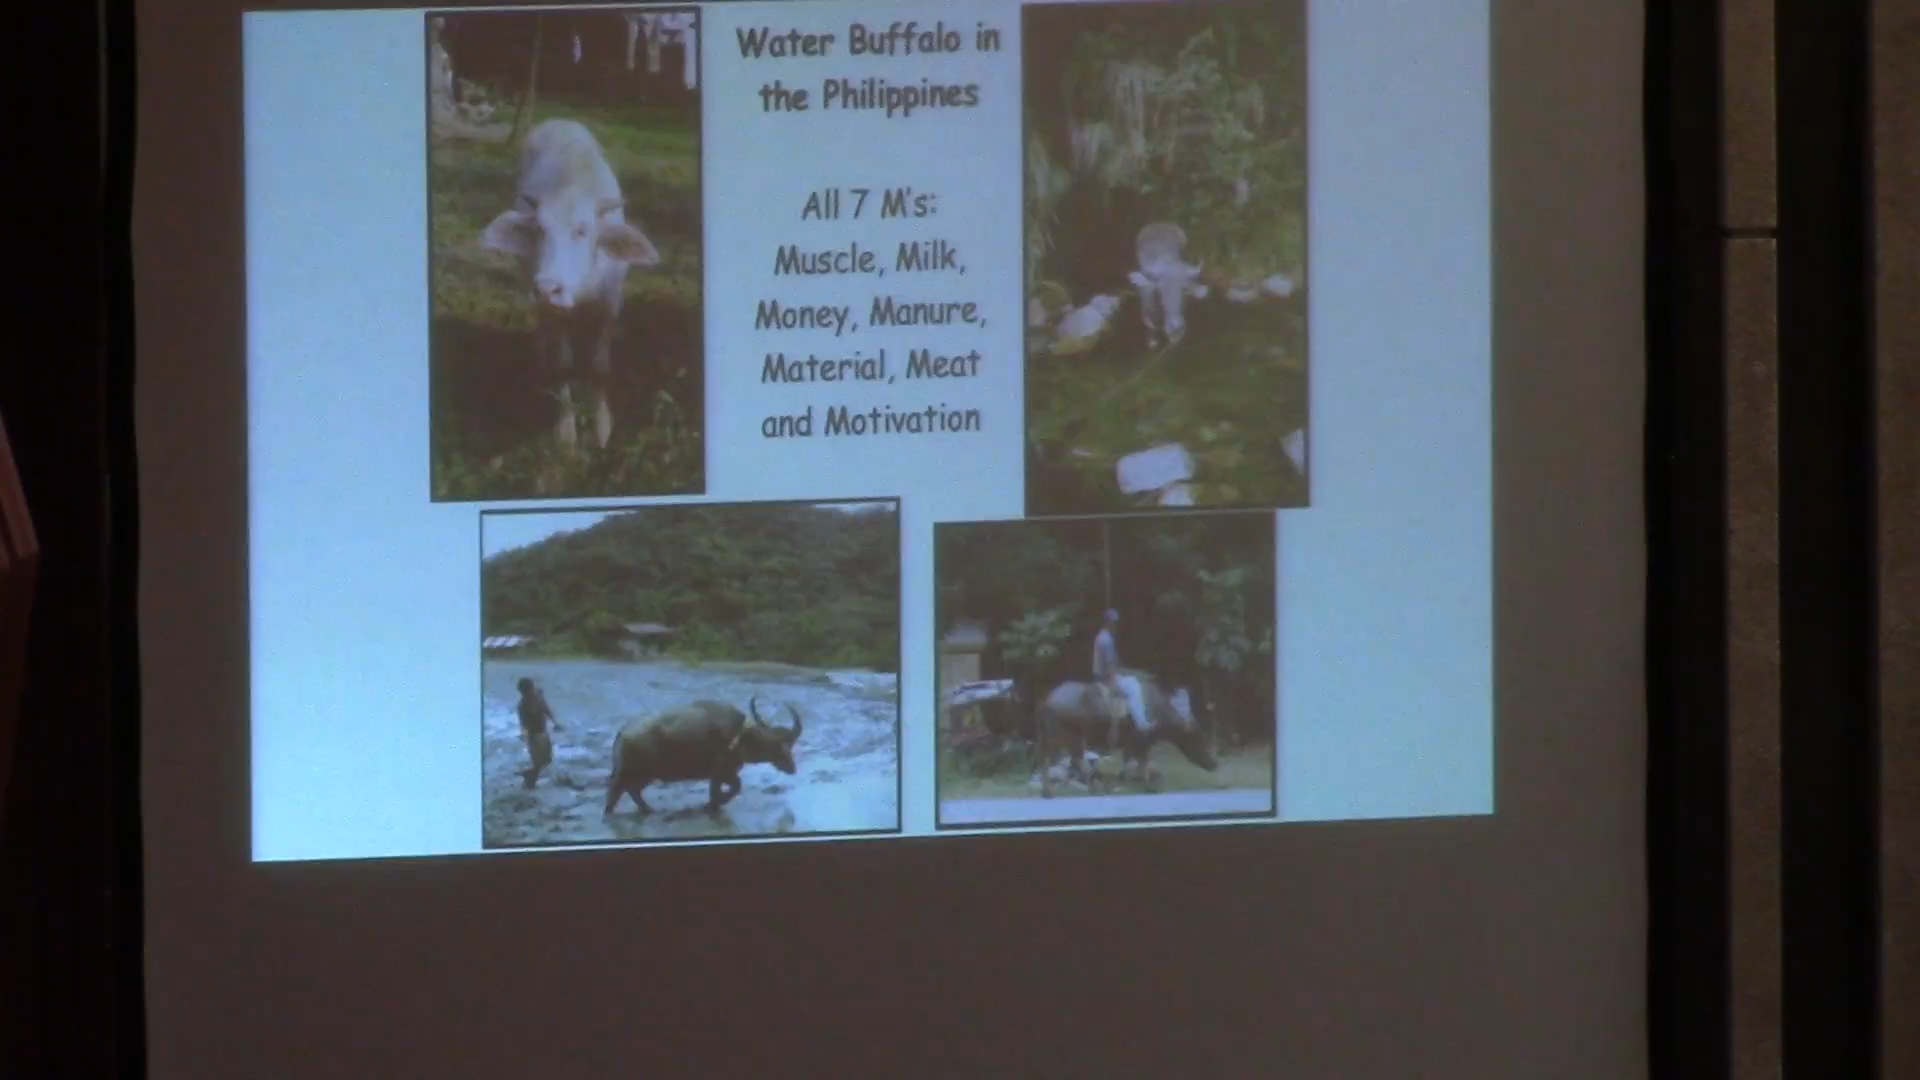 Water Buffalo in
the Philippines
All 7 M's:
Muscle, Milk,
Money, Manure,
Material, Meat
and Motivation